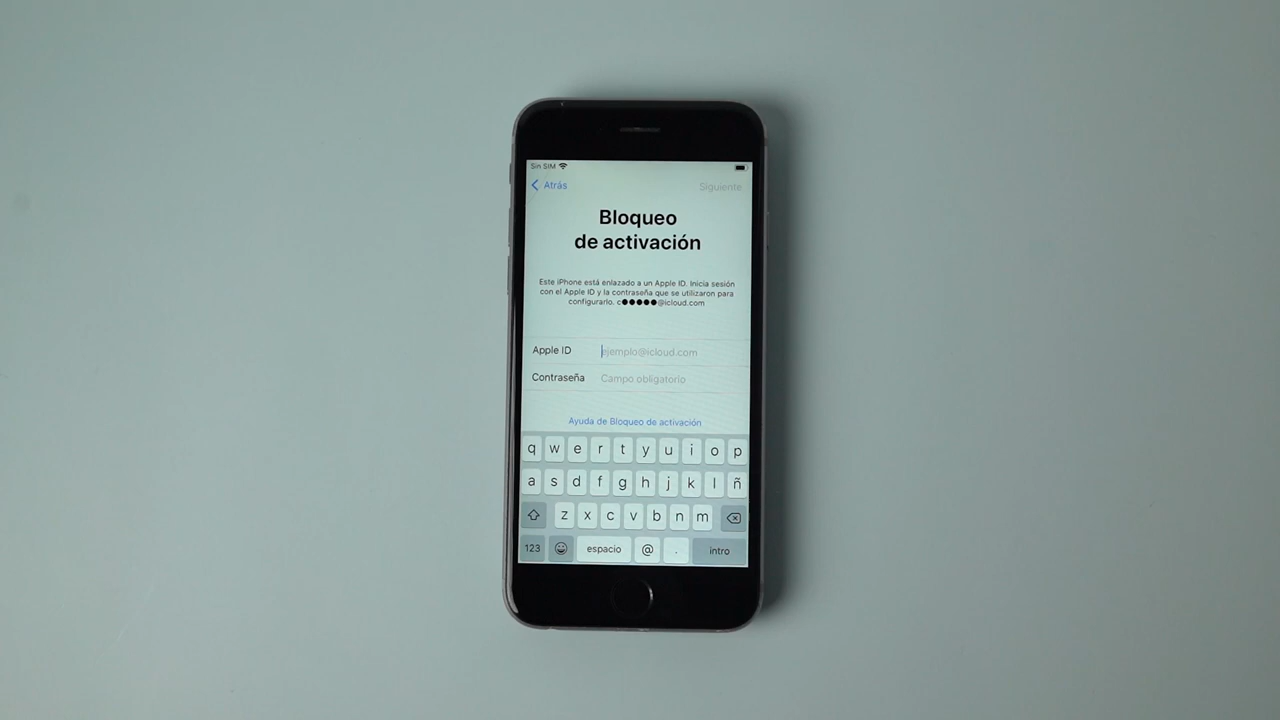 Sin SIM
Atrás Siguiente
Bloqueo
de activación
Este iPhone está enlazado a un Apple ID. Inicia sesión
con el Apple ID y la contraseña que se utilizaron para
configurarlo. c●●●●●@icloud.com
Apple ID ejemplo@icloud.com
Contraseña Campo obligatorio
Ayuda de Bloqueo de activación
q w e r t y u i o p
a s d f g h j k l ñ
z x c v b n m
123 espacio @ . intro